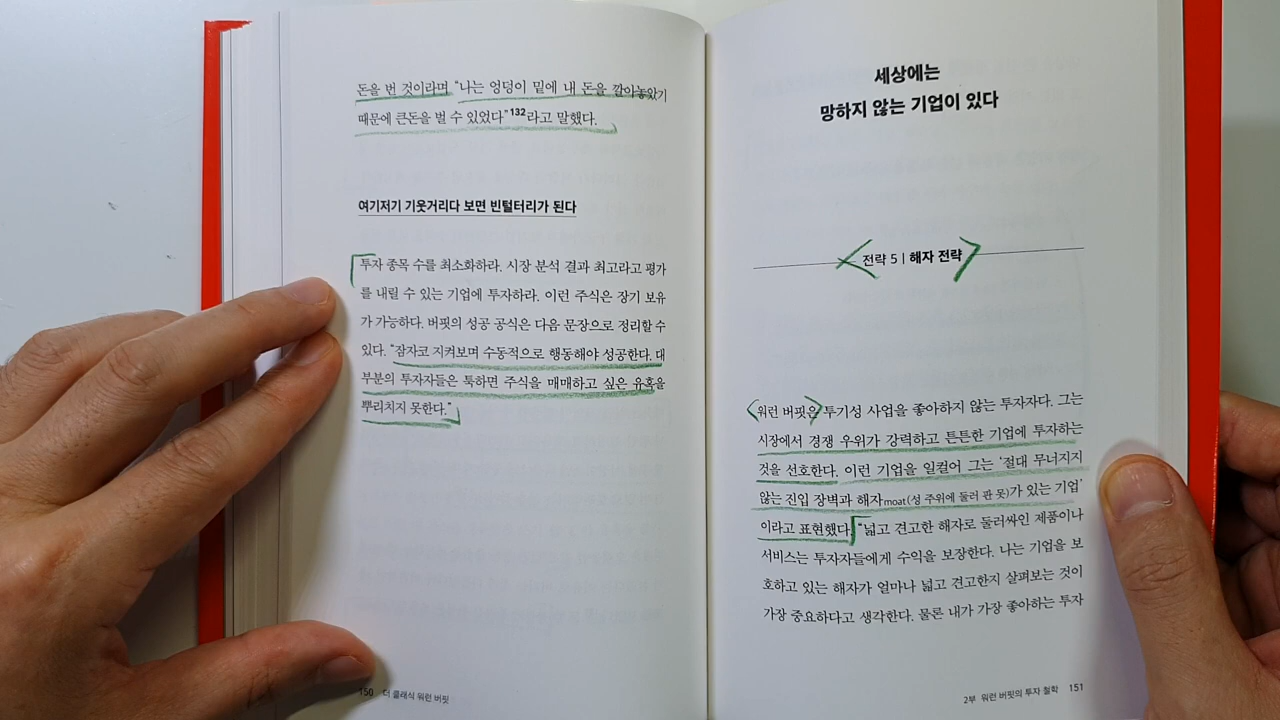 돈을 번 것이라며 “나는 엉덩이 밑에 내 돈을 깔아놓았기
때문에 큰돈을 벌 수 있었다”132라고 말했다.
여기저기 기웃거리다 보면 빈털터리가 된다
투자 종목 수를 최소화하라. 시장 분석 결과 최고라고 평가
를 내릴 수 있는 기업에 투자하라. 이런 주식은 장기 보유
가 가능하다. 버핏의 성공 공식은 다음 문장으로 정리할 수
있다. “잠자코 지켜보며 수동적으로 행동해야 성공한다. 대
부분의 투자자들은 툭하면 주식을 매매하고 싶은 유혹을
뿌리치지 못한다.”
150 더 클래식 워런 버핏
세상에는
망하지 않는 기업이 있다
전략 5 | 해자 전략
워런 버핏은 투기성 사업을 좋아하지 않는 투자자다. 그는
시장에서 경쟁 우위가 강력하고 튼튼한 기업에 투자하는
것을 선호한다. 이런 기업을 일컬어 그는 ‘절대 무너지지
않는 진입 장벽과 해자moat(성 주위에 둘러 판 못)가 있는 기업’
이라고 표현했다. “넓고 견고한 해자로 둘러싸인 제품이나
서비스는 투자자들에게 수익을 보장한다. 나는 기업을 보
호하고 있는 해자가 얼마나 넓고 견고한지 살펴보는 것이
가장 중요하다고 생각한다. 물론 내가 가장 좋아하는 투자
2부 워런 버핏의 투자 철학 151